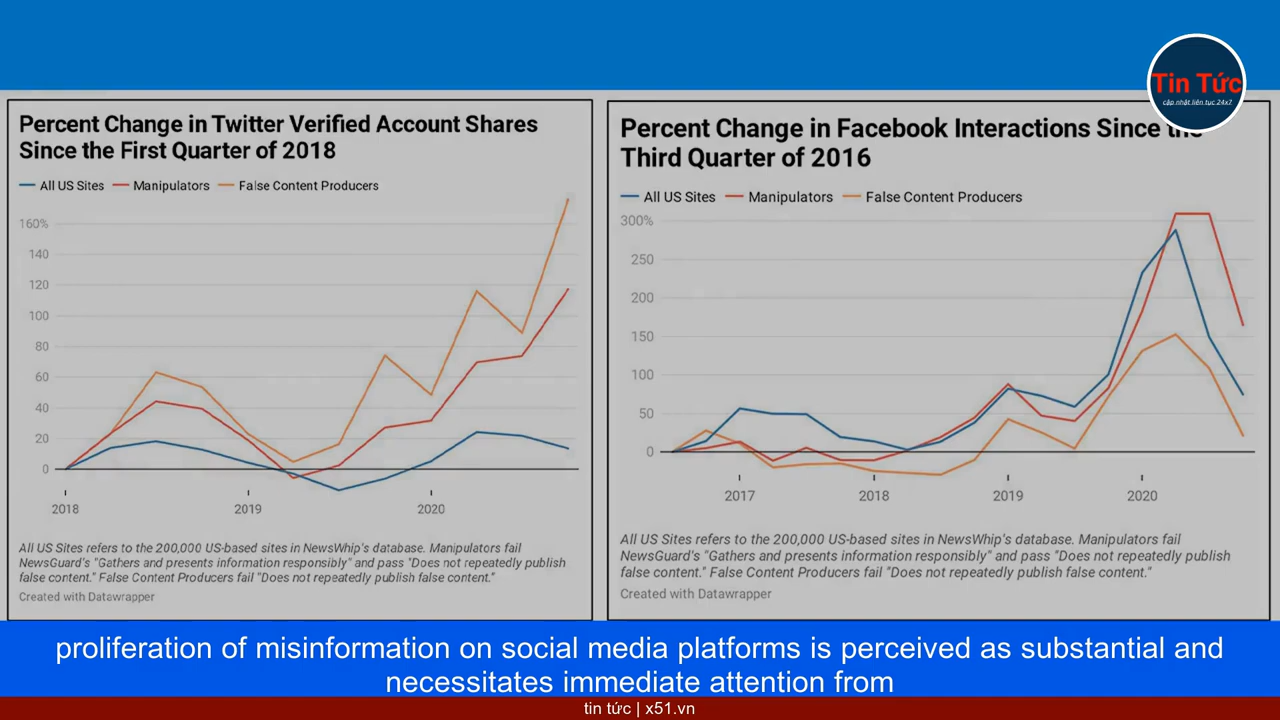 Tin Tức
cập nhật liên tục 24x7
Percent Change in Twitter Verified Account Shares
Since the First Quarter of 2018
All US Sites Manipulators False Content Producers
160%
140
120
100
80
60
40
20
0
2018 2019 2020
All US Sites refers to the 200,000 US-based sites in NewsWhip's database. Manipulators fail
NewsGuard's "Gathers and presents information responsibly" and pass "Does not repeatedly publish
false content." False Content Producers fail "Does not repeatedly publish false content."
Created with Datawrapper
Percent Change in Facebook Interactions Since the
Third Quarter of 2016
All US Sites Manipulators False Content Producers
300%
250
200
150
100
50
0
2017 2018 2019 2020
All US Sites refers to the 200,000 US-based sites in NewsWhip's database. Manipulators fail
NewsGuard's "Gathers and presents information responsibly" and pass "Does not repeatedly publish
false content." False Content Producers fail "Does not repeatedly publish false content."
Created with Datawrapper
proliferation of misinformation on social media platforms is perceived as substantial and
necessitates immediate attention from
tin tức | x51.vn